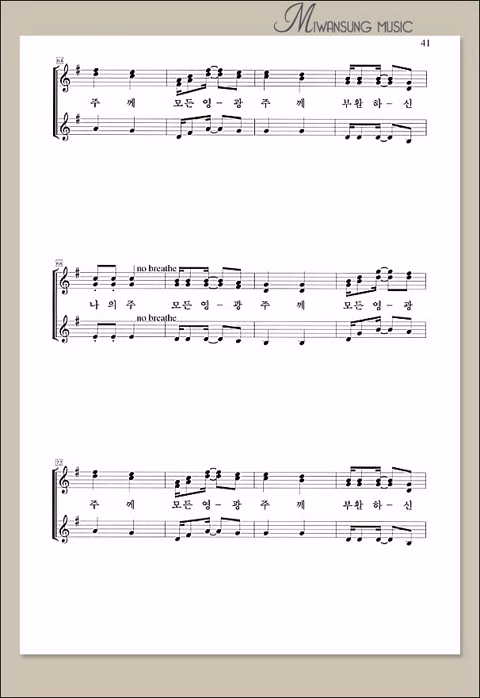 MIWANSUNG MUSIC
41
64
주 께 모든 영- 광 주 께 부활 하- 신
68
no breathe
나 의 주 모든 영- 광 주 께 모든 영- 광
no breathe
72
주 께 모든 영- 광 주 께 부활 하- 신